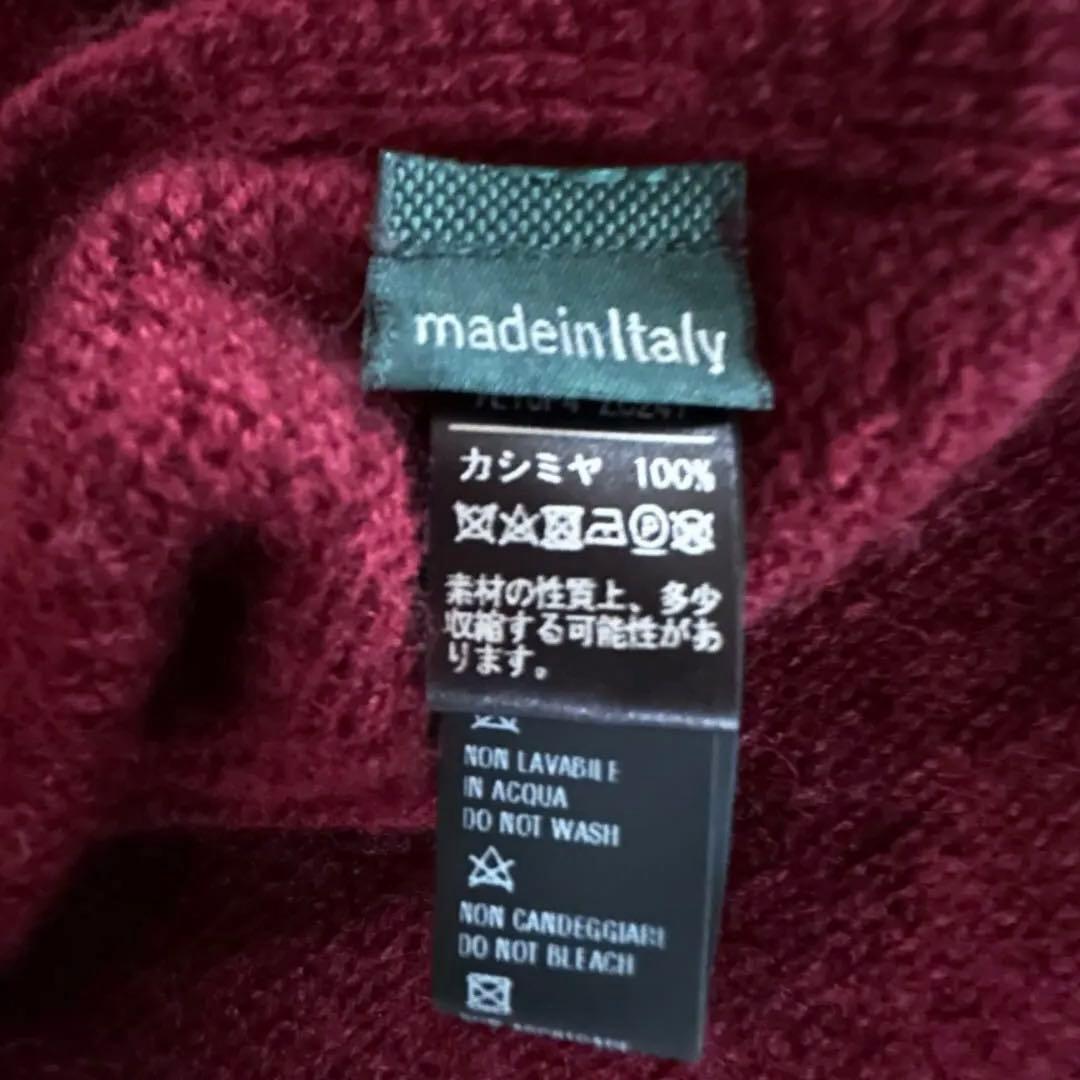 madeinItaly
カシミヤ 100%
P
素材の性質上、多少
収縮する可能性があ
ります。
NON LAVABILE
IN ACQUA
DO NOT WASH
NON CANDEGGIARE
DO NOT BLEACH